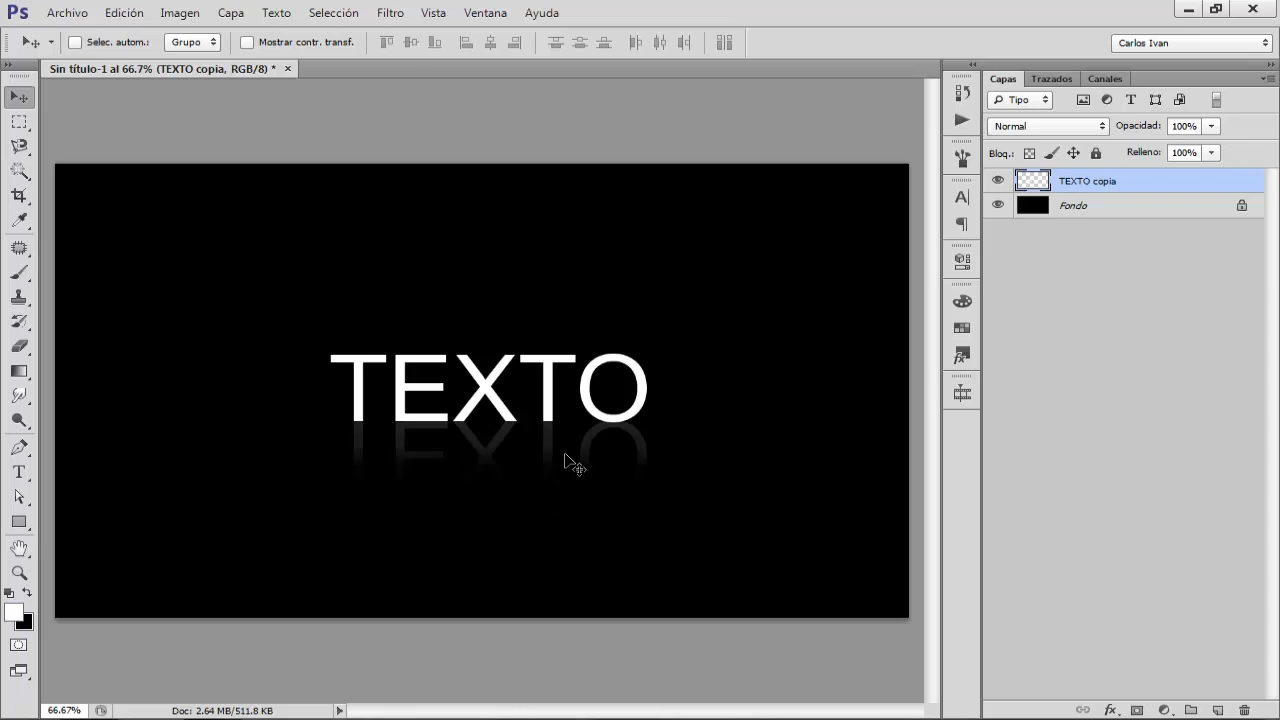 Ps Archivo Edición Imagen Capa Texto Selección Filtro Vista Ventana Ayuda
Selec. autom.: Grupo Mostrar contr. transf. Carlos Ivan
Sin título-1 al 66.7% (TEXTO copia, RGB/8) *
Capas Trazados Canales
Tipo
Normal Opacidad: 100%
Bloq.: Relleno: 100%
TEXTO copia
Fondo
TEXTO
66.67% Doc: 2.64 MB/511.8 KB